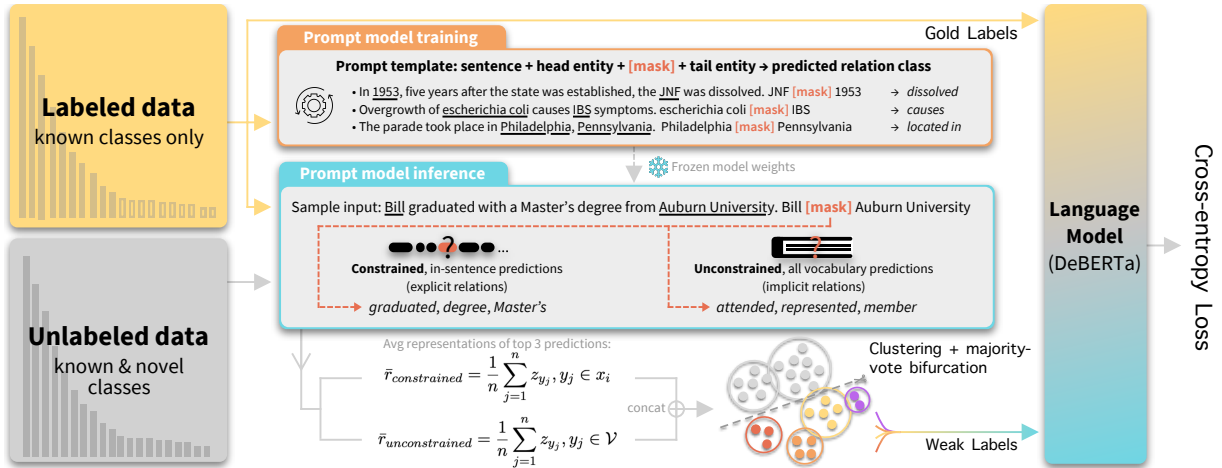 Labeled data
known classes only
Unlabeled data
known & novel
classes
Gold Labels
Prompt model training
Prompt template: sentence + head entity + [mask] + tail entity → predicted relation class
• In 1953, five years after the state was established, the JNF was dissolved. JNF [mask] 1953 → dissolved
• Overgrowth of escherichia coli causes IBS symptoms. escherichia coli [mask] IBS → causes
• The parade took place in Philadelphia, Pennsylvania. Philadelphia [mask] Pennsylvania → located in
Frozen model weights
Prompt model inference
Sample input: Bill graduated with a Master's degree from Auburn University. Bill [mask] Auburn University
? ...
Constrained, in-sentence predictions
(explicit relations)
graduated, degree, Master's
?
Unconstrained, all vocabulary predictions
(implicit relations)
attended, represented, member
Avg representations of top 3 predictions:
r̄_{constrained} = \frac{1}{n} \sum_{j=1}^{n} z_{y_j}, y_j ∈ x_i
r̄_{unconstrained} = \frac{1}{n} \sum_{j=1}^{n} z_{y_j}, y_j ∈ 𝒱
concat
Clustering + majority-
vote bifurcation
Weak Labels
Language
Model
(DeBERTa)
Cross-entropy Loss